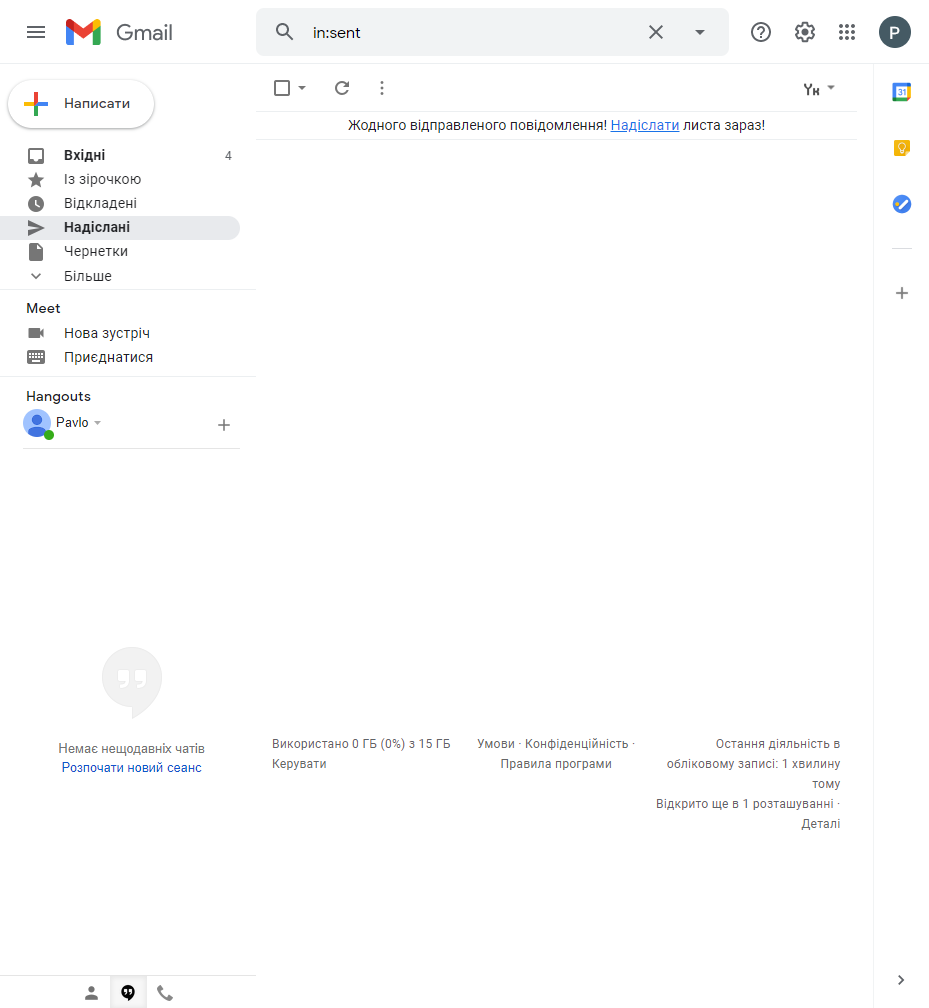 Gmail
in:sent
P
Написати
Вхідні 4
Із зірочкою
Відкладені
Надіслані
Чернетки
Більше
Meet
Нова зустріч
Приєднатися
Hangouts
Pavlo
Немає нещодавніх чатів
Розпочати новий сеанс
Ук
Жодного відправленого повідомлення! Надіслати листа зараз!
Використано 0 ГБ (0%) з 15 ГБ
Керувати
Умови · Конфіденційність ·
Правила програми
Остання діяльність в
обліковому записі: 1 хвилину
тому
Відкрито ще в 1 розташуванні ·
Деталі
31